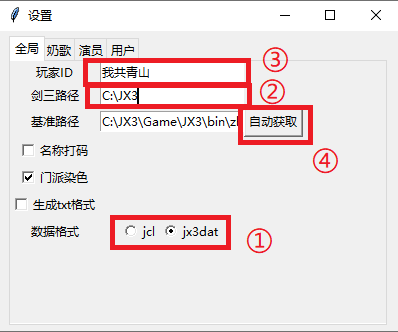 设置
全局 奶歌 演员 用户
玩家ID 我共青山 ③
剑三路径 C:\JX3 ②
基准路径 C:\JX3\Game\JX3\bin\zl 自动获取
④
名称打码
门派染色
生成txt格式
数据格式 jcl jx3dat ①